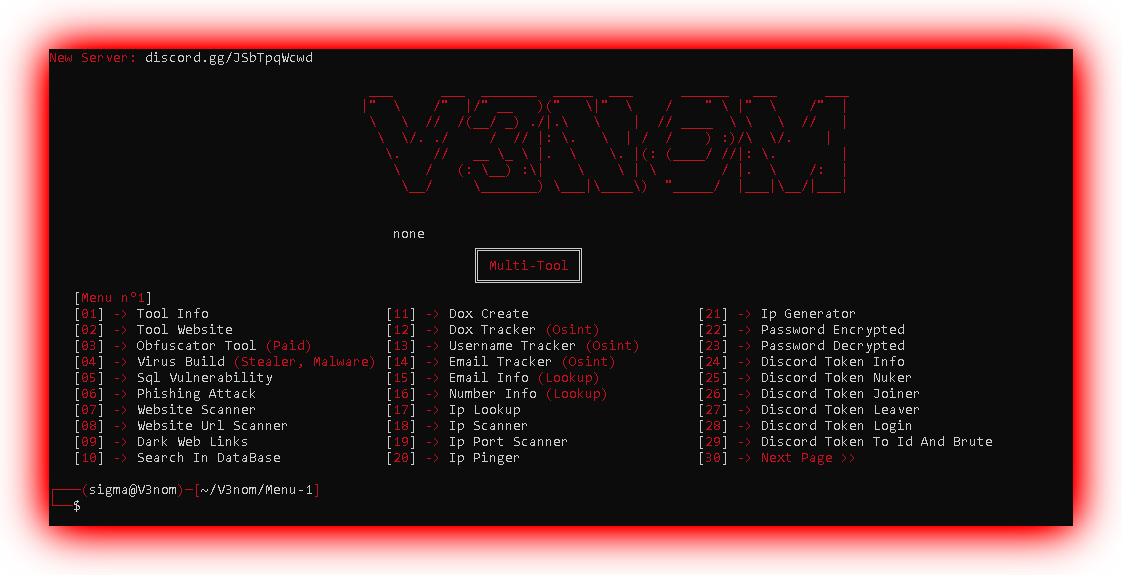 New Server: discord.gg/JSbTpqWcwd
V3NOM
none
Multi-Tool
[Menu n°1]
[01] -> Tool Info [11] -> Dox Create [21] -> Ip Generator
[02] -> Tool Website [12] -> Dox Tracker (Osint) [22] -> Password Encrypted
[03] -> Obfuscator Tool (Paid) [13] -> Username Tracker (Osint) [23] -> Password Decrypted
[04] -> Virus Build (Stealer, Malware) [14] -> Email Tracker (Osint) [24] -> Discord Token Info
[05] -> Sql Vulnerability [15] -> Email Info (Lookup) [25] -> Discord Token Nuker
[06] -> Phishing Attack [16] -> Number Info (Lookup) [26] -> Discord Token Joiner
[07] -> Website Scanner [17] -> Ip Lookup [27] -> Discord Token Leaver
[08] -> Website Url Scanner [18] -> Ip Scanner [28] -> Discord Token Login
[09] -> Dark Web Links [19] -> Ip Port Scanner [29] -> Discord Token To Id And Brute
[10] -> Search In DataBase [20] -> Ip Pinger [30] -> Next Page >>
(sigma@V3nom)-[~/V3nom/Menu-1]
$